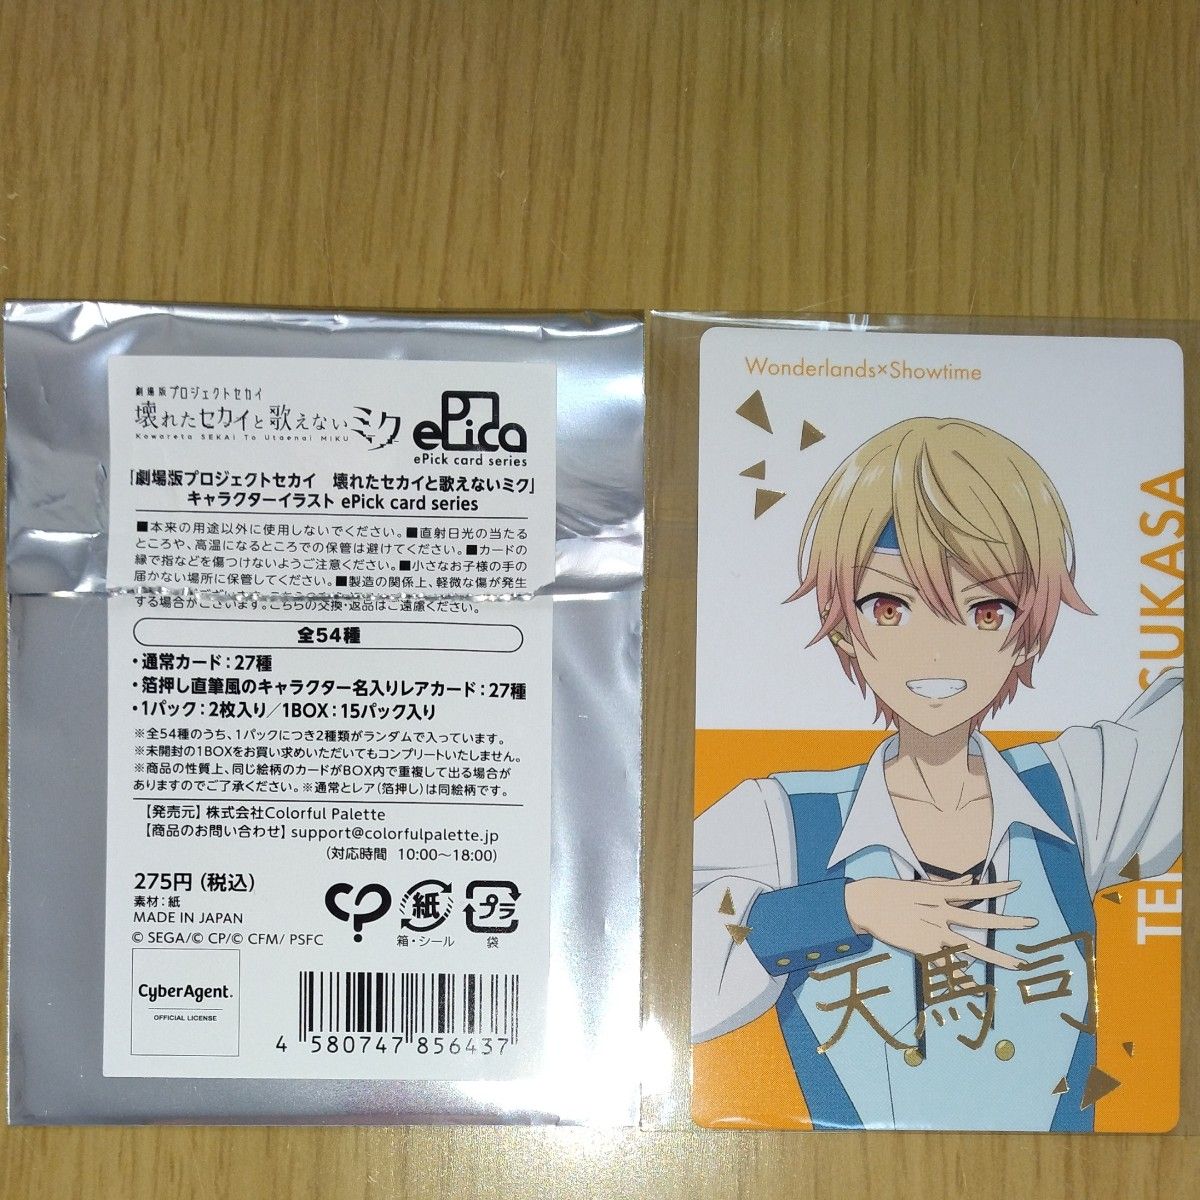 劇場版プロジェクトセカイ
壊れたセカイと歌えないミク
Kowareta SEKAI To Utaenai MIKU
ePica
ePick card series
「劇場版プロジェクトセカイ 壊れたセカイと歌えないミク」
キャラクターイラスト ePick card series
■本来の用途以外に使用しないでください。■直射日光の当たる
ところや、高温になるところでの保管は避けてください。■カードの
縁で指などを傷つけないようご注意ください。■小さなお子様の手の
届かない場所に保管してください。■製造の関係上、軽微な傷が発生
する場合がございます。こちらの交換・返品はご遠慮ください。
全54種
・通常カード：27種
・箔押し直筆風のキャラクター名入りレアカード：27種
・1パック：2枚入り／1BOX：15パック入り
※全54種のうち、1パックにつき2種類がランダムで入っています。
※未開封の1BOXをお買い求めいただいてもコンプリートいたしません。
※商品の性質上、同じ絵柄のカードがBOX内で重複して出る場合が
ありますのでご了承ください。※通常とレア（箔押し）は同絵柄です。
【発売元】株式会社Colorful Palette
【商品のお問い合わせ】support@colorfulpalette.jp
（対応時間 10:00～18:00）
275円（税込）
素材：紙
MADE IN JAPAN
© SEGA/© CP/© CFM/ PSFC
紙
箱・シール
プラ
袋
CyberAgent.
OFFICIAL LICENSE
4 580747 856437
Wonderlands×Showtime
TE
SUKASA
天馬司